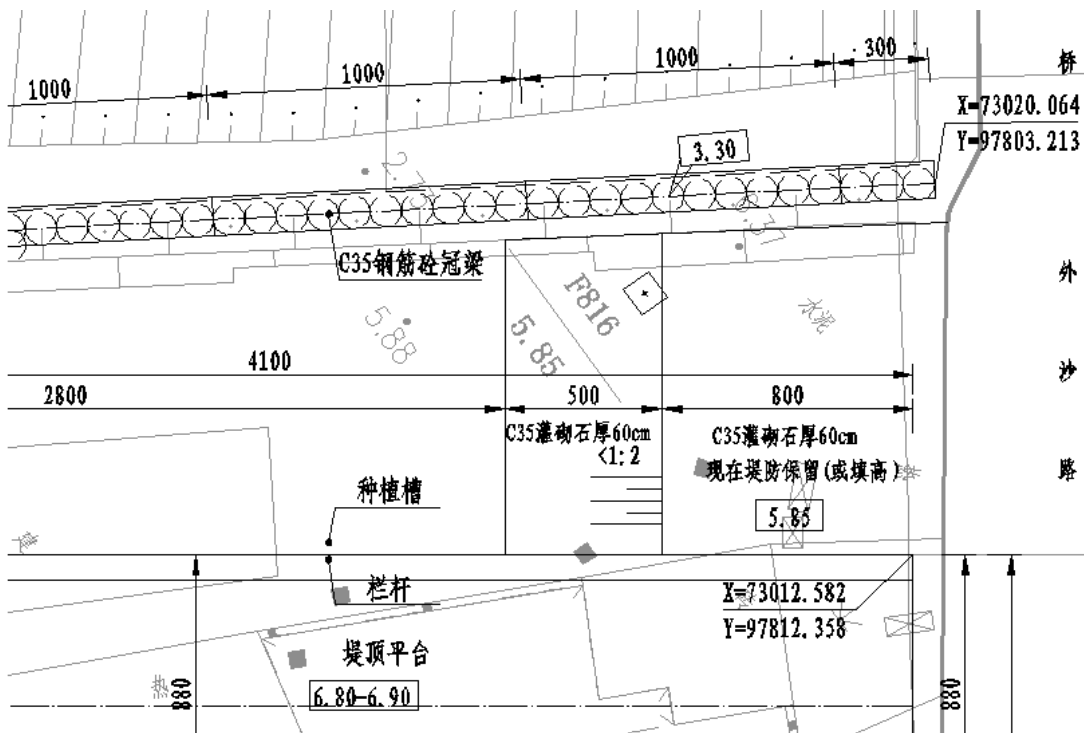 300
桥
1000
1000
1000
X=73020.064
Y=97803.213
3.30
C35钢筋砼冠梁
外
F816
水泥
5.88
5.85
4100
沙
2800
500
800
C35灌砌石厚60cm
<1:2
C35灌砌石厚60cm
现在堤防保留(或填高)
路
种植槽
5.85
栏杆
X=73012.582
Y=97812.358
堤顶平台
6.80-6.90
880
880